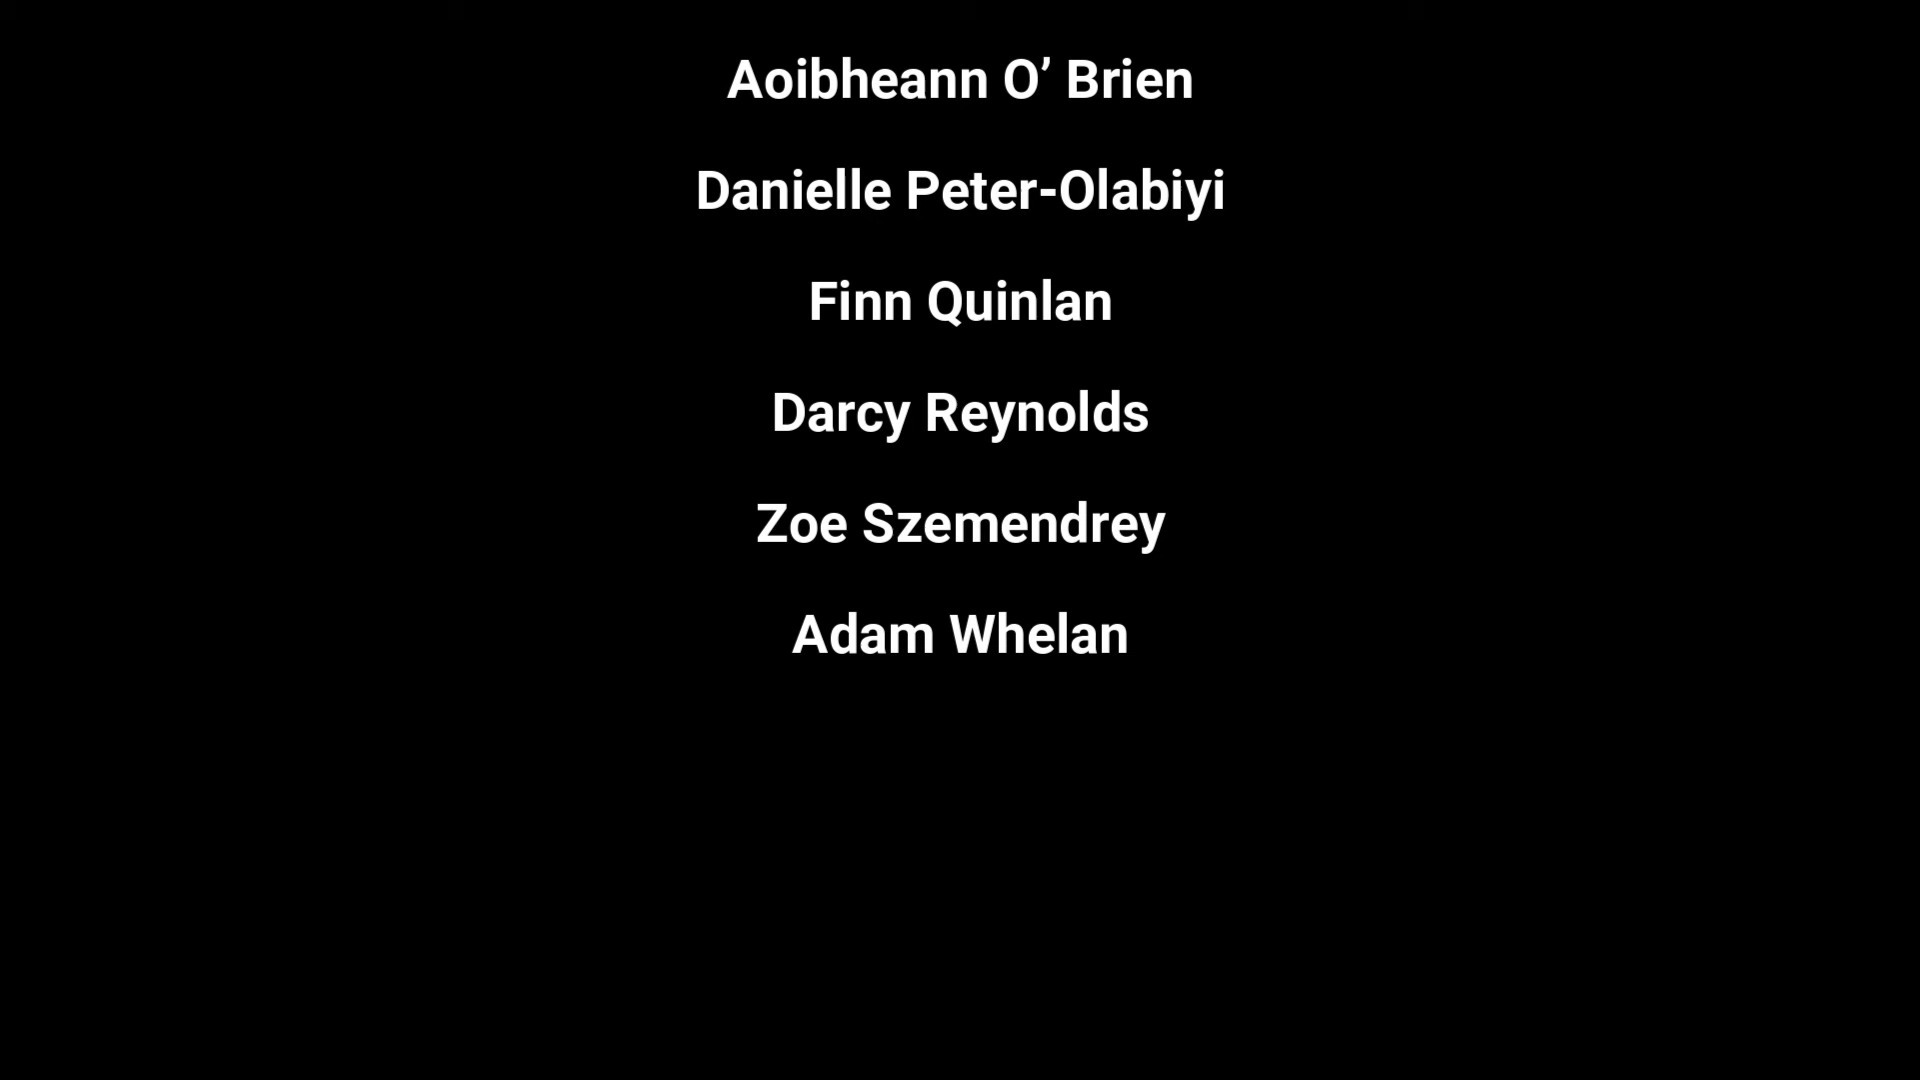 Aoibheann O’ Brien
Danielle Peter-Olabiyi
Finn Quinlan
Darcy Reynolds
Zoe Szemendrey
Adam Whelan